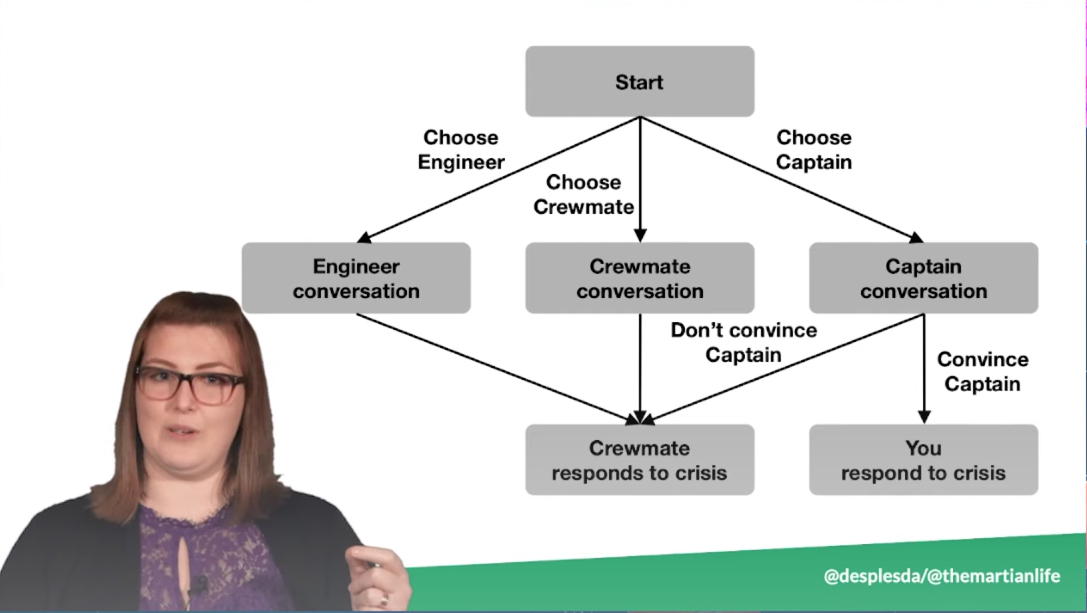 Start
Choose
Engineer
Choose
Crewmate
Choose
Captain
Engineer
conversation
Crewmate
conversation
Captain
conversation
Don’t convince
Captain
Convince
Captain
Crewmate
responds to crisis
You
respond to crisis
@desplesda/@themartianlife